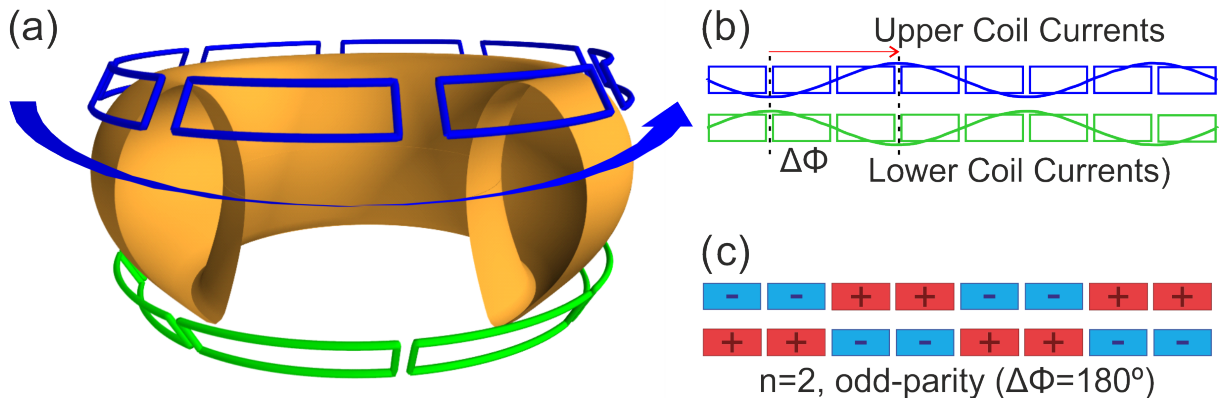 (a)
(b)
Upper Coil Currents
ΔΦ
Lower Coil Currents)
(c)
- - + + - - + +
+ + - - + + - -
n=2, odd-parity (ΔΦ=180º)